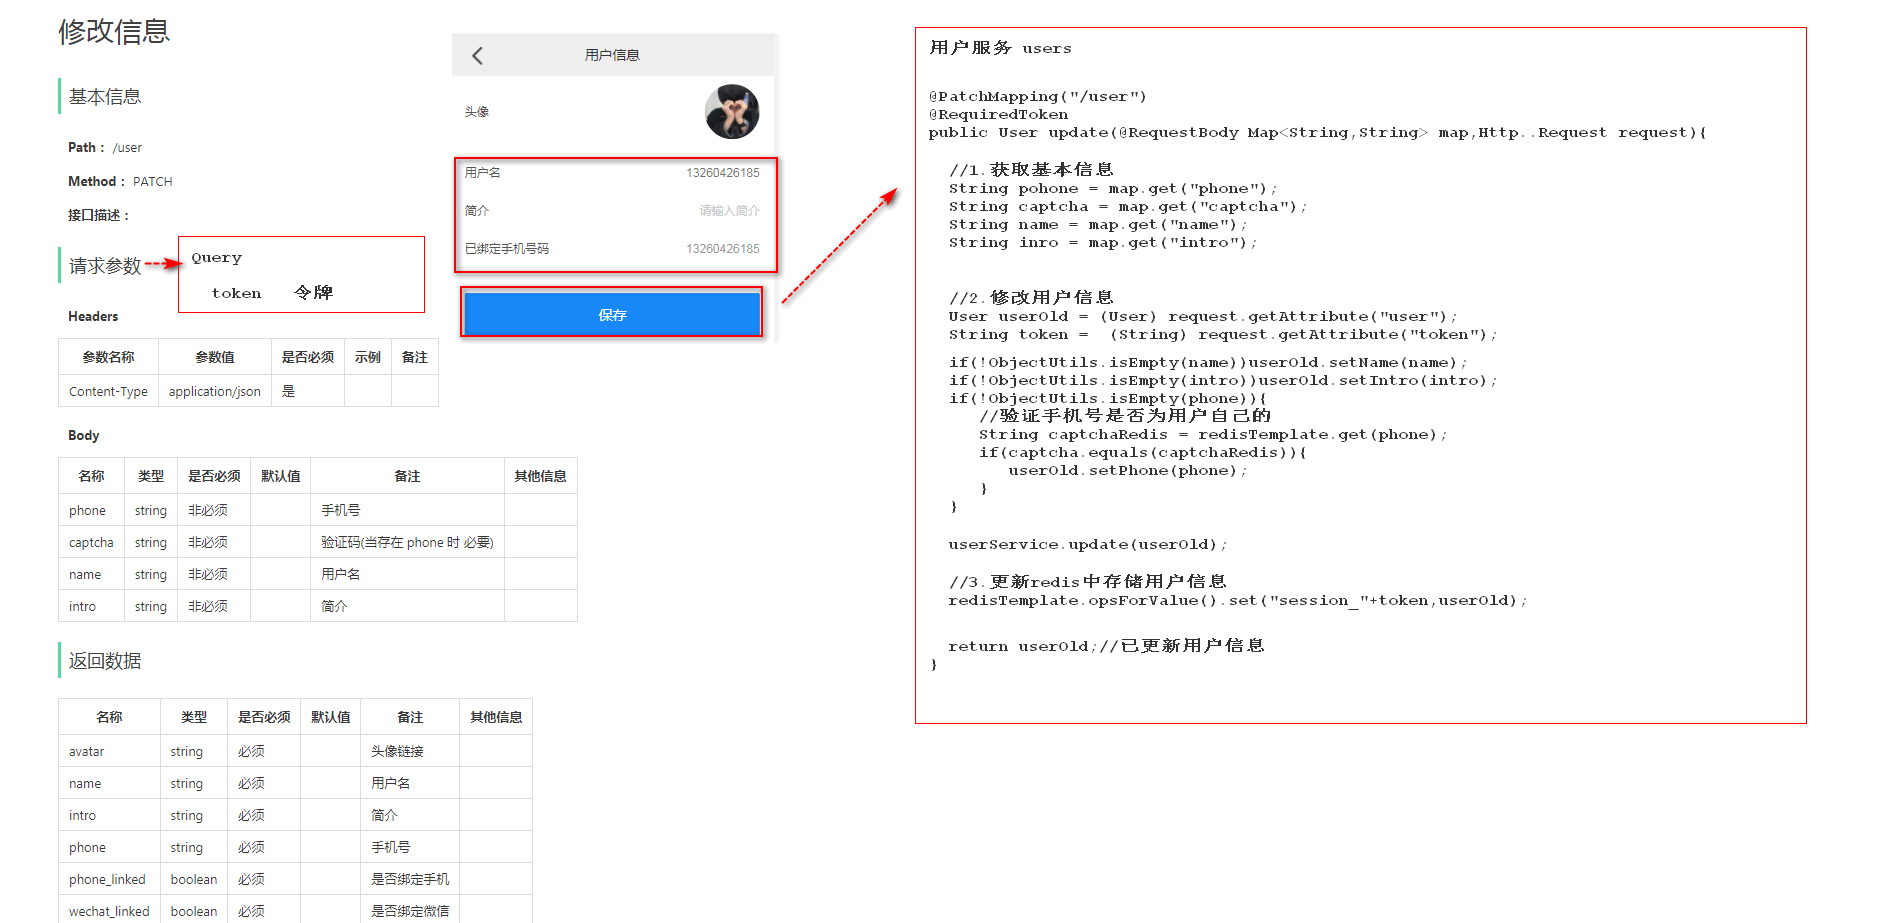 修改信息
基本信息
Path： /user
Method： PATCH
接口描述：
请求参数
Query
token 令牌
Headers
参数名称 参数值 是否必须 示例 备注
Content-Type application/json 是
Body
名称 类型 是否必须 默认值 备注 其他信息
phone string 非必须 手机号
captcha string 非必须 验证码(当存在 phone 时 必要)
name string 非必须 用户名
intro string 非必须 简介
返回数据
名称 类型 是否必须 默认值 备注 其他信息
avatar string 必须 头像链接
name string 必须 用户名
intro string 必须 简介
phone string 必须 手机号
phone_linked boolean 必须 是否绑定手机
wechat_linked boolean 必须 是否绑定微信
用户信息
头像
用户名 13260426185
简介 请输入简介
已绑定手机号码 13260426185
保存
用户服务 users
@PatchMapping("/user")
@RequiredToken
public User update(@RequestBody Map<String,String> map,Http..Request request){
//1.获取基本信息
String pohone = map.get("phone");
String captcha = map.get("captcha");
String name = map.get("name");
String inro = map.get("intro");
//2.修改用户信息
User userOld = (User) request.getAttribute("user");
String token = (String) request.getAttribute("token");
if(!ObjectUtils.isEmpty(name))userOld.setName(name);
if(!ObjectUtils.isEmpty(intro))userOld.setIntro(intro);
if(!ObjectUtils.isEmpty(phone)){
//验证手机号是否为用户自己的
String captchaRedis = redisTemplate.get(phone);
if(captcha.equals(captchaRedis)){
userOld.setPhone(phone);
}
}
userService.update(userOld);
//3.更新redis中存储用户信息
redisTemplate.opsForValue().set("session_"+token,userOld);
return userOld;//已更新用户信息
}